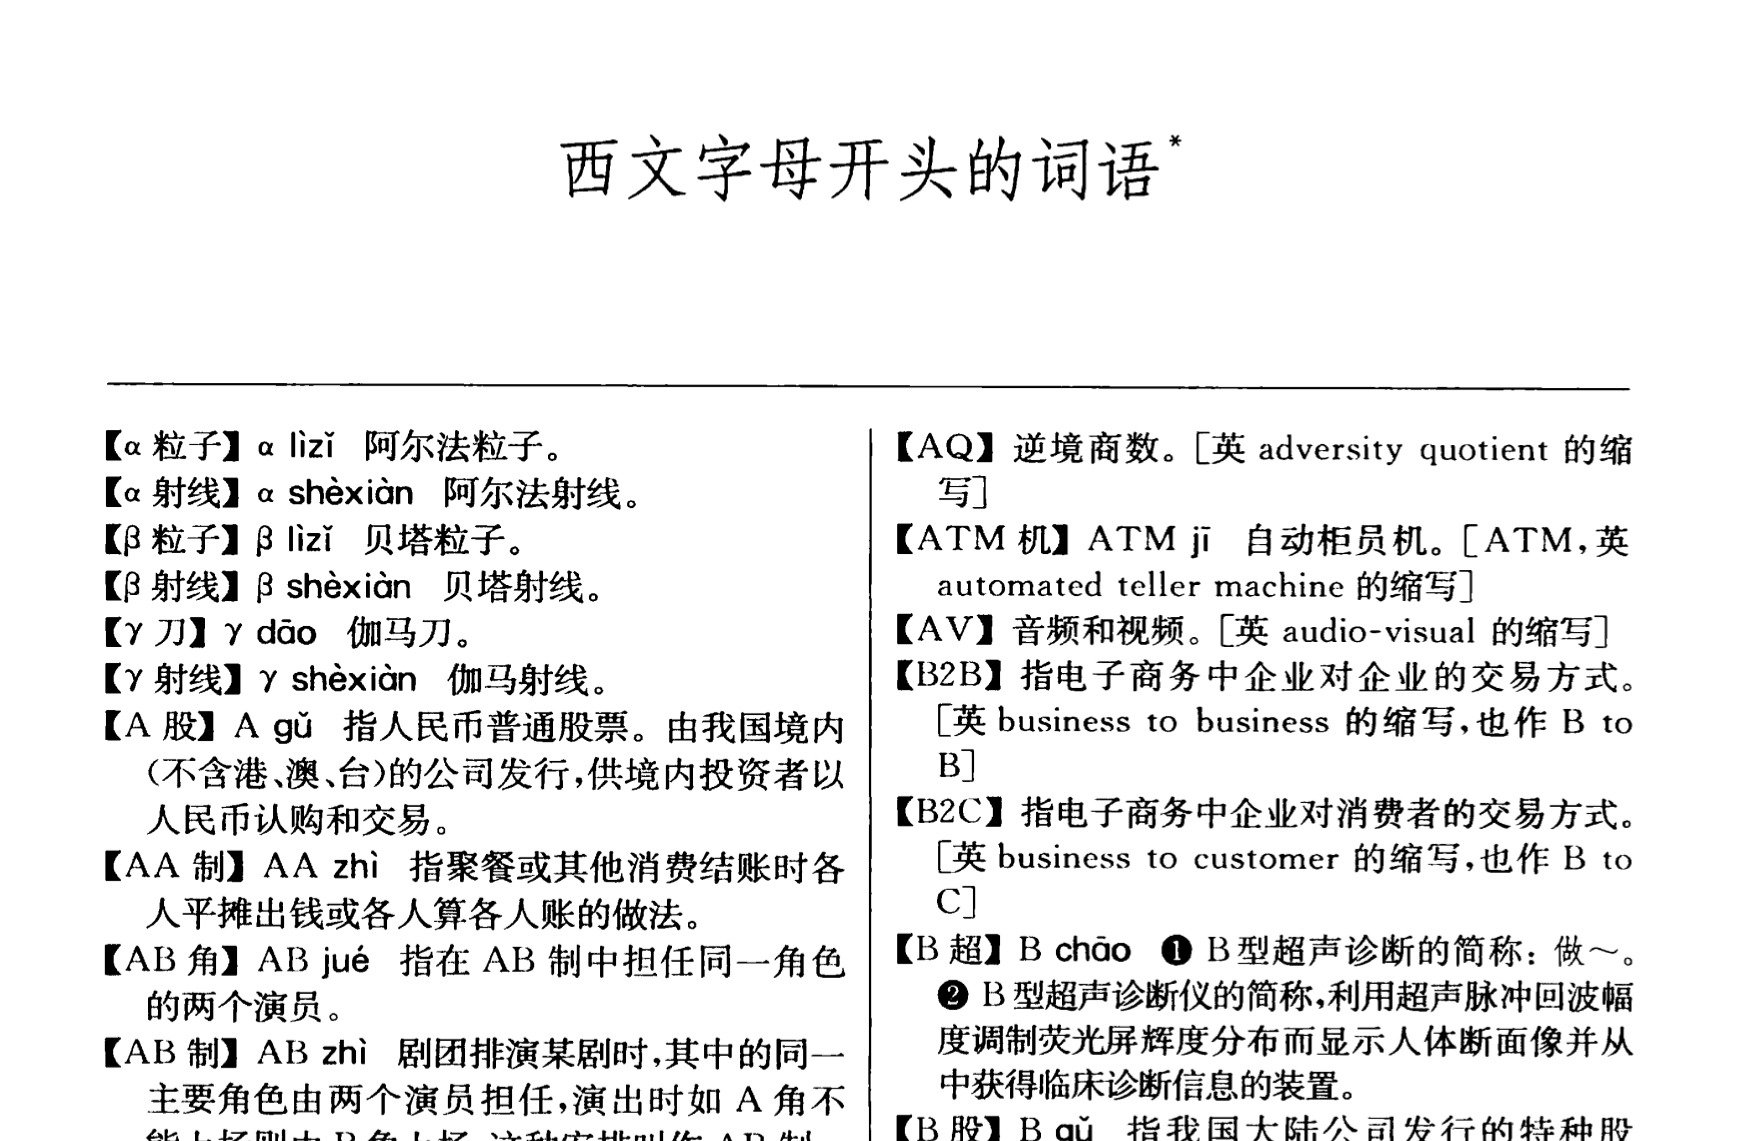 西文字母开头的词语*
【α 粒子】 α lìzǐ 阿尔法粒子。
【α 射线】 α shèxiàn 阿尔法射线。
【β 粒子】 β lìzǐ 贝塔粒子。
【β 射线】 β shèxiàn 贝塔射线。
【γ 刀】 γ dāo 伽马刀。
【γ 射线】 γ shèxiàn 伽马射线。
【A 股】 A gǔ 指人民币普通股票。由我国境内
(不含港、澳、台)的公司发行,供境内投资者以
人民币认购和交易。
【AA 制】 AA zhì 指聚餐或其他消费结账时各
人平摊出钱或各人算各人账的做法。
【AB 角】 AB jué 指在 AB 制中担任同一角色
的两个演员。
【AB 制】 AB zhì 剧团排演某剧时,其中的同一
主要角色由两个演员担任,演出时如 A 角不
能上场则由 B 角上场,这种安排叫作 AB 制。
【AQ】 逆境商数。[英 adversity quotient 的缩
写]
【ATM 机】 ATM jī 自动柜员机。[ATM,英
automated teller machine 的缩写]
【AV】 音频和视频。[英 audio-visual 的缩写]
【B2B】 指电子商务中企业对企业的交易方式。
[英 business to business 的缩写,也作 B to
B]
【B2C】 指电子商务中企业对消费者的交易方式。
[英 business to customer 的缩写,也作 B to
C]
【B 超】 B chāo ❶ B 型超声诊断的简称: 做~。
❷ B 型超声诊断仪的简称,利用超声脉冲回波幅
度调制荧光屏辉度分布而显示人体断面像并从
中获得临床诊断信息的装置。
【B 股】 B gǔ 指我国大陆公司发行的特种股